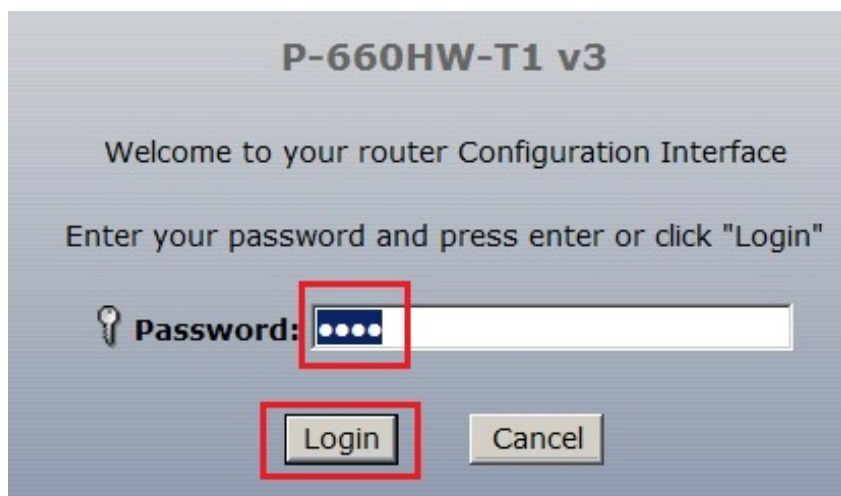 P-660HW-T1 v3
Welcome to your router Configuration Interface
Enter your password and press enter or click "Login"
Password: ••••
Login Cancel